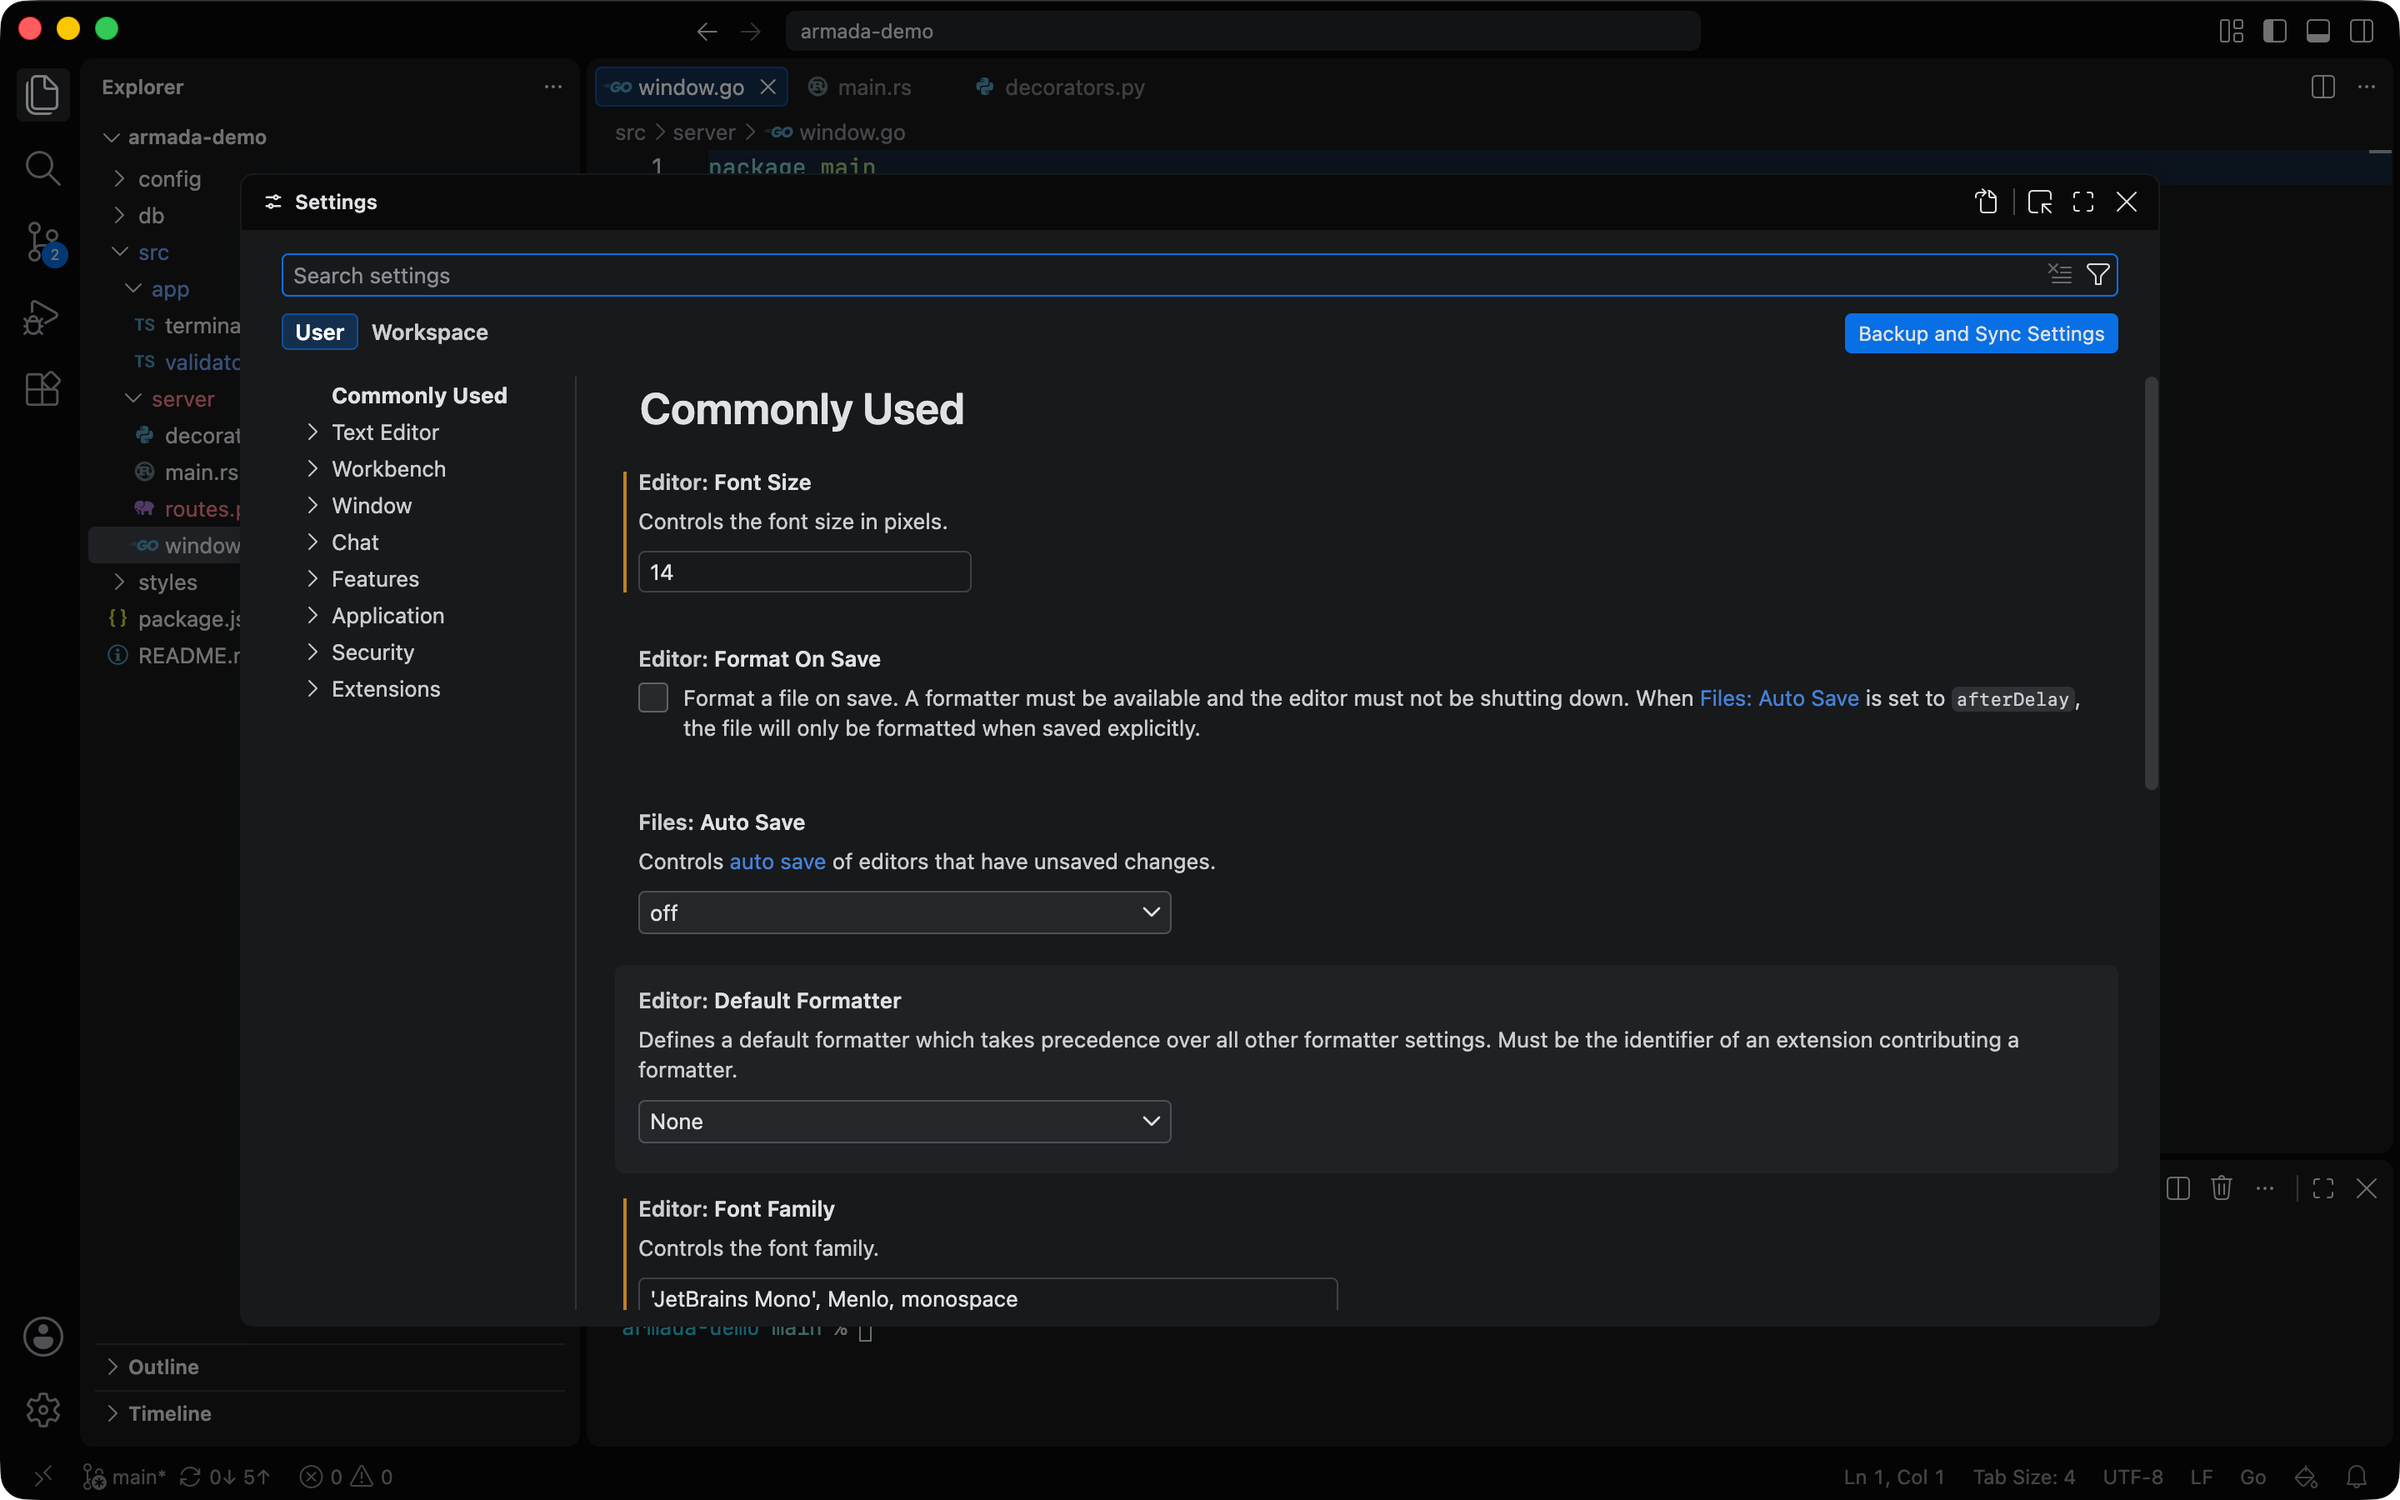 armada-demo
Explorer
window.go
main.rs
decorators.py
armada-demo
src
server
window.go
config
1
package main
db
Settings
src
Search settings
app
TS
termina
User
Workspace
Backup and Sync Settings
TS
validato
server
Commonly Used
Commonly Used
decorat
Text Editor
main.rs
Workbench
Editor: Font Size
routes.p
Window
Controls the font size in pixels.
window
Chat
14
styles
Features
package.js
Application
README.r
Security
Editor: Format On Save
Extensions
Format a file on save. A formatter must be available and the editor must not be shutting down. When Files: Auto Save is set to afterDelay,
the file will only be formatted when saved explicitly.
Files: Auto Save
Controls auto save of editors that have unsaved changes.
off
Editor: Default Formatter
Defines a default formatter which takes precedence over all other formatter settings. Must be the identifier of an extension contributing a
formatter.
None
Editor: Font Family
Controls the font family.
'JetBrains Mono', Menlo, monospace
armada-demo main %
Outline
Timeline
2
main*
0↓ 5↑
0
0
Ln 1, Col 1
Tab Size: 4
UTF-8
LF
Go